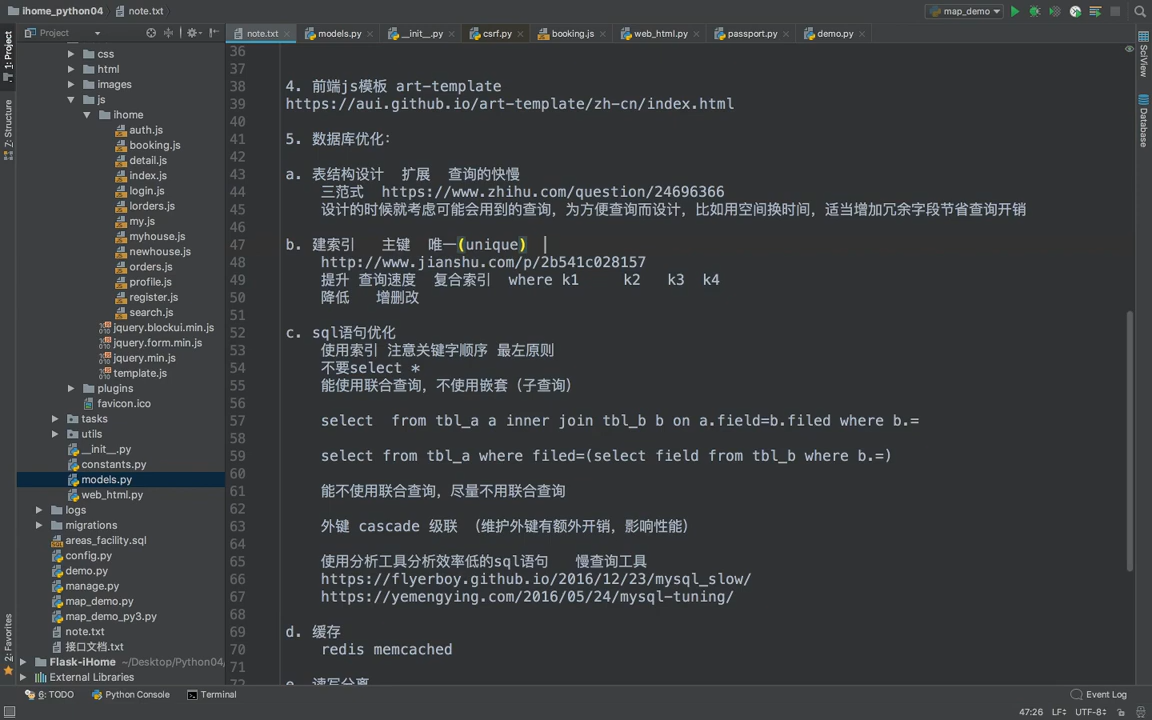 ihome_python04 note.txt map_demo
Project note.txt models.py __init__.py csrf.py booking.js web_html.py passport.py demo.py
1: Project
Z: Structure
2: Favorites
SciView
Database
css
html
images
js
ihome
auth.js
booking.js
detail.js
index.js
login.js
lorders.js
my.js
myhouse.js
newhouse.js
orders.js
profile.js
register.js
search.js
jquery.blockui.min.js
jquery.form.min.js
jquery.min.js
template.js
plugins
favicon.ico
tasks
utils
__init__.py
constants.py
models.py
web_html.py
logs
migrations
areas_facility.sql
config.py
demo.py
manage.py
map_demo.py
map_demo_py3.py
note.txt
接口文档.txt
Flask-iHome ~/Desktop/Python04/
External Libraries
36
37
38 4. 前端js模板 art-template
39 https://aui.github.io/art-template/zh-cn/index.html
40
41 5. 数据库优化：
42
43 a. 表结构设计 扩展 查询的快慢
44 三范式 https://www.zhihu.com/question/24696366
45 设计的时候就考虑可能会用到的查询，为方便查询而设计，比如用空间换时间，适当增加冗余字段节省查询开销
46
47 b. 建索引 主键 唯一(unique)
48 http://www.jianshu.com/p/2b541c028157
49 提升 查询速度 复合索引 where k1 k2 k3 k4
50 降低 增删改
51
52 c. sql语句优化
53 使用索引 注意关键字顺序 最左原则
54 不要select *
55 能使用联合查询，不使用嵌套（子查询）
56
57 select from tbl_a a inner join tbl_b b on a.field=b.filed where b.=
58
59 select from tbl_a where filed=(select field from tbl_b where b.=)
60
61 能不使用联合查询，尽量不用联合查询
62
63 外键 cascade 级联 （维护外键有额外开销，影响性能）
64
65 使用分析工具分析效率低的sql语句 慢查询工具
66 https://flyerboy.github.io/2016/12/23/mysql_slow/
67 https://yemengying.com/2016/05/24/mysql-tuning/
68
69 d. 缓存
70 redis memcached
71
72 e. 读写分离
6: TODO Python Console Terminal Event Log
47:26 LF÷ UTF-8÷